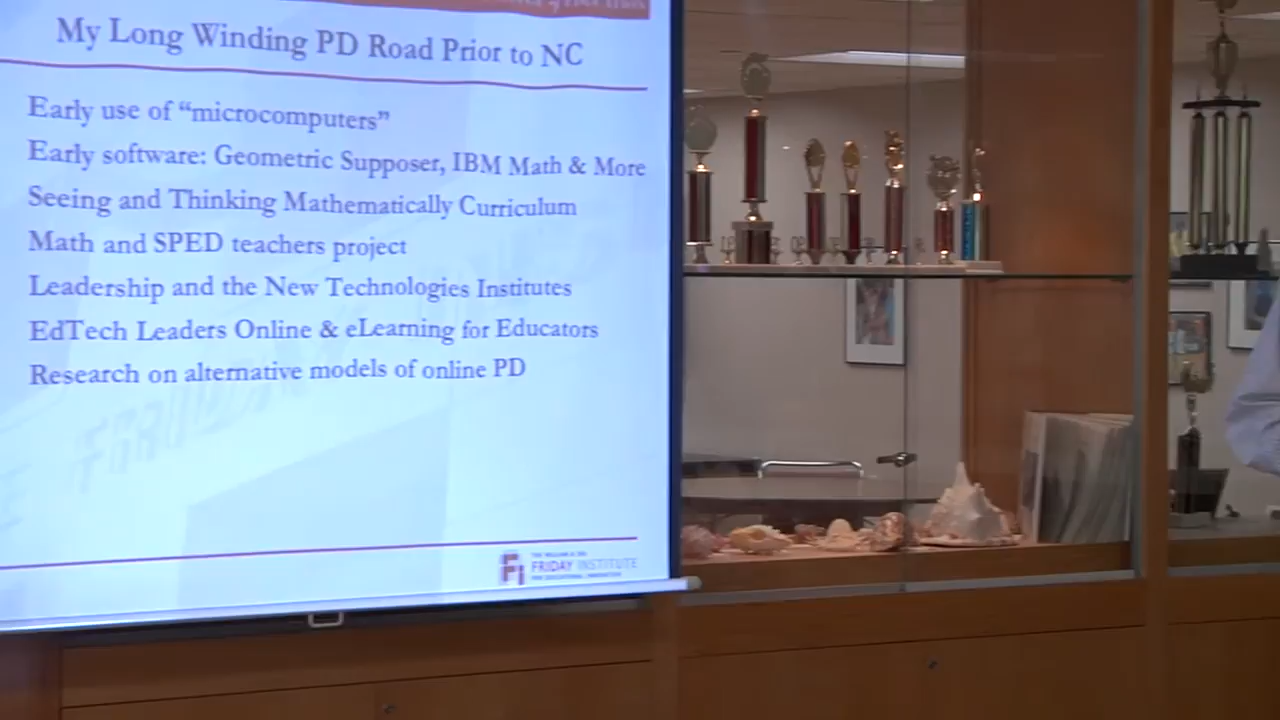 My Long Winding PD Road Prior to NC
Early use of “microcomputers”
Early software: Geometric Supposer, IBM Math & More
Seeing and Thinking Mathematically Curriculum
Math and SPED teachers project
Leadership and the New Technologies Institutes
EdTech Leaders Online & eLearning for Educators
Research on alternative models of online PD
FRIDAY INSTITUTE